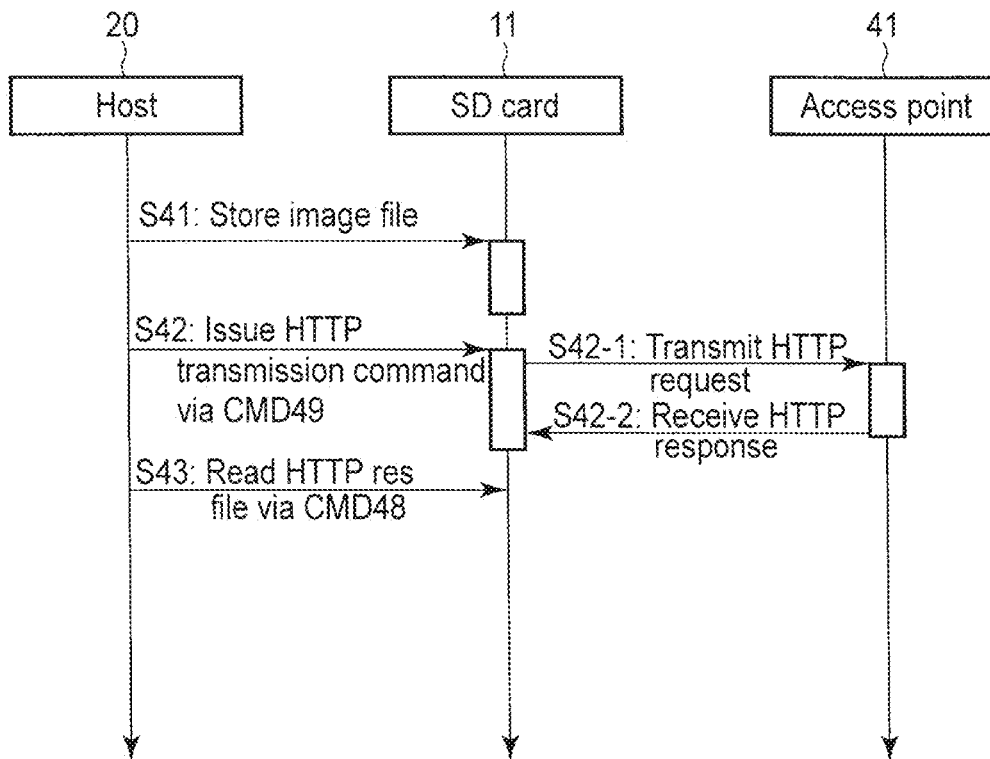 20
11
41
Host
SD card
Access point
S41: Store image file
S42: Issue HTTP
transmission command
via CMD49
S42-1: Transmit HTTP
request
S42-2: Receive HTTP
response
S43: Read HTTP res
file via CMD48